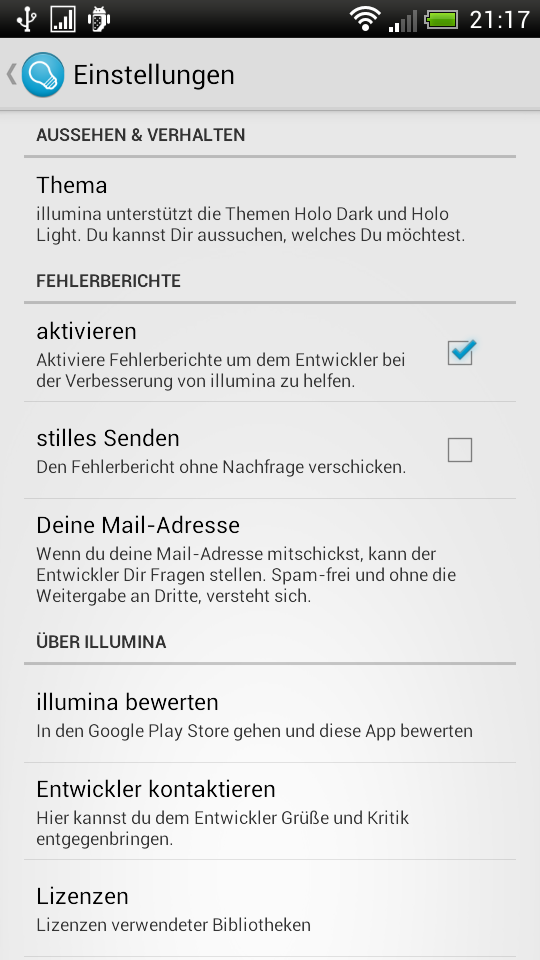 21:17
Einstellungen
AUSSEHEN & VERHALTEN
Thema
illumina unterstützt die Themen Holo Dark und Holo
Light. Du kannst Dir aussuchen, welches Du möchtest.
FEHLERBERICHTE
aktivieren
Aktiviere Fehlerberichte um dem Entwickler bei
der Verbesserung von illumina zu helfen.
stilles Senden
Den Fehlerbericht ohne Nachfrage verschicken.
Deine Mail-Adresse
Wenn du deine Mail-Adresse mitschickst, kann der
Entwickler Dir Fragen stellen. Spam-frei und ohne die
Weitergabe an Dritte, versteht sich.
ÜBER ILLUMINA
illumina bewerten
In den Google Play Store gehen und diese App bewerten
Entwickler kontaktieren
Hier kannst du dem Entwickler Grüße und Kritik
entgegenbringen.
Lizenzen
Lizenzen verwendeter Bibliotheken